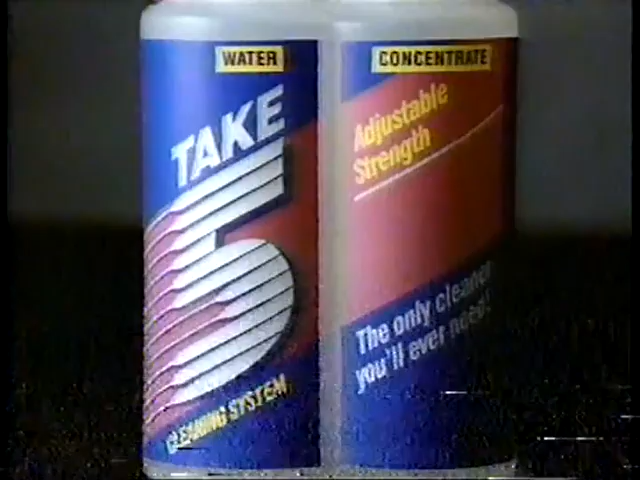 WATER
TAKE
5
CLEANING SYSTEM
CONCENTRATE
Adjustable
Strength
The only cleaner
you'll ever need!